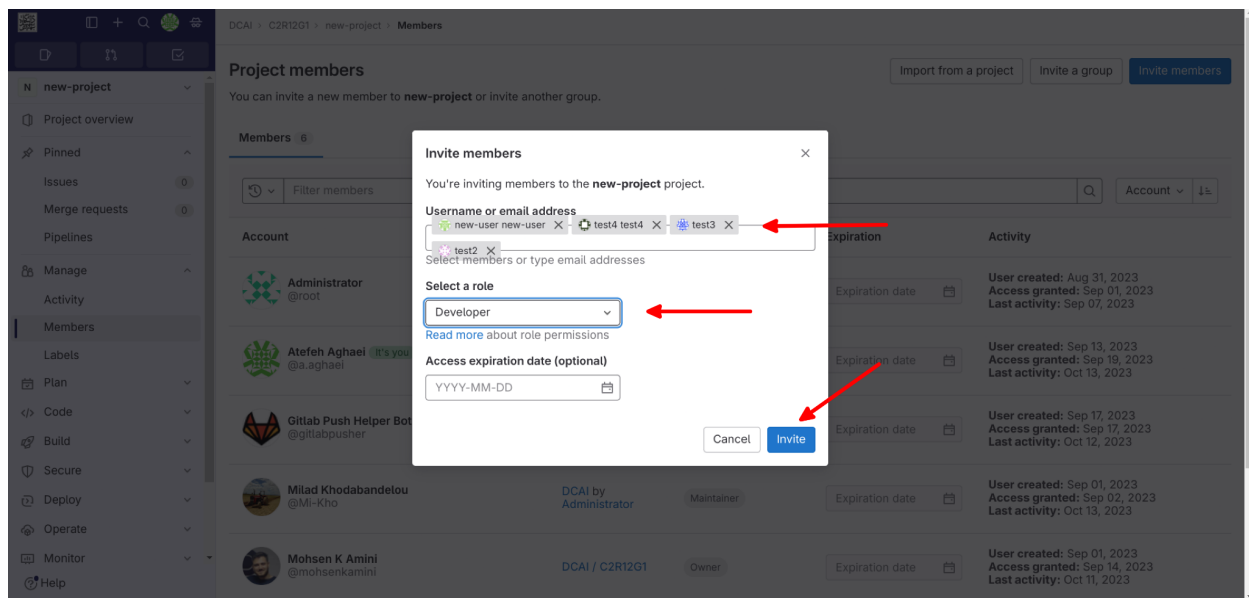 DCAI › C2R12G1 › new-project › Members
Project members
Import from a project
Invite a group
Invite members
You can invite a new member to new-project or invite another group.
N new-project
Project overview
Pinned
Issues 0
Merge requests 0
Pipelines
Manage
Activity
Members
Labels
Plan
Code
Build
Secure
Deploy
Operate
Monitor
Help
Members 6
Filter members
Account
Account
Expiration
Activity
Administrator
@root
Expiration date
User created: Aug 31, 2023
Access granted: Sep 01, 2023
Last activity: Sep 07, 2023
Atefeh Aghaei It's you
@a.aghaei
Expiration date
User created: Sep 13, 2023
Access granted: Sep 19, 2023
Last activity: Oct 13, 2023
Gitlab Push Helper Bot
@gitlabpusher
Expiration date
User created: Sep 17, 2023
Access granted: Sep 17, 2023
Last activity: Oct 12, 2023
Milad Khodabandelou
@Mi-Kho
DCAI by
Administrator
Maintainer
Expiration date
User created: Sep 01, 2023
Access granted: Sep 02, 2023
Last activity: Oct 13, 2023
Mohsen K Amini
@mohsenkamini
DCAI / C2R12G1
Owner
Expiration date
User created: Sep 01, 2023
Access granted: Sep 14, 2023
Last activity: Oct 11, 2023
Invite members
You're inviting members to the new-project project.
Username or email address
new-user new-user
test4 test4
test3
test2
Select members or type email addresses
Select a role
Developer
Read more about role permissions
Access expiration date (optional)
YYYY-MM-DD
Cancel
Invite